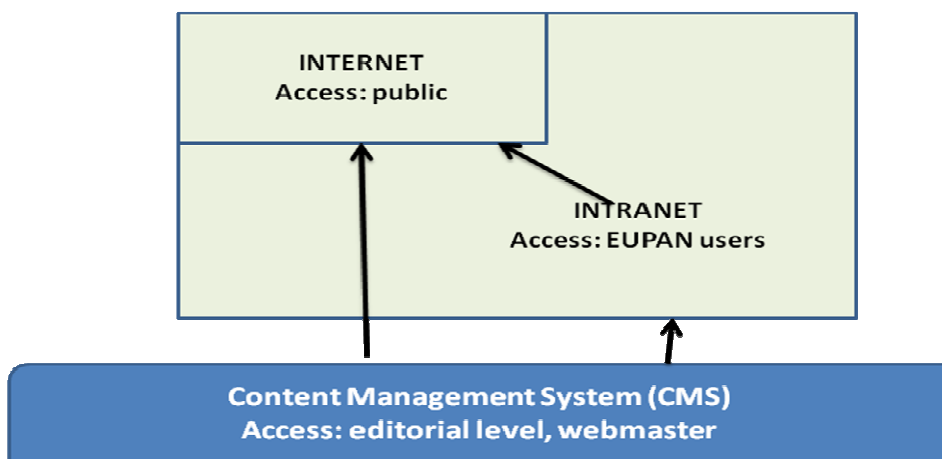 INTERNET
Access: public
INTRANET
Access: EUPAN users
Content Management System (CMS)
Access: editorial level, webmaster